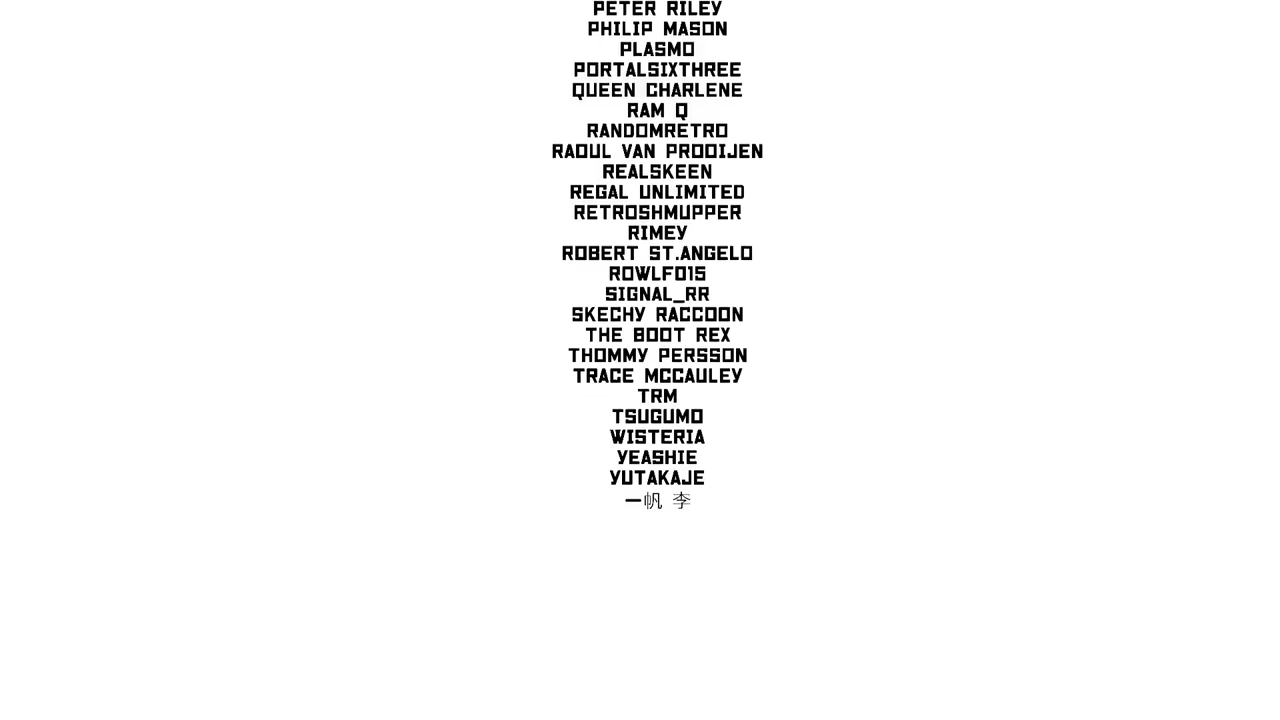 PETER RILEY
PHILIP MASON
PLASMO
PORTALSIXTHREE
QUEEN CHARLENE
RAM Q
RANDOMRETRO
RAOUL VAN PROOIJEN
REALSKEEN
REGAL UNLIMITED
RETROSHMUPPER
RIMEY
ROBERT ST.ANGELO
ROWLF015
SIGNAL_RR
SKECHY RACCOON
THE BOOT REX
THOMMY PERSSON
TRACE MCCAULEY
TRM
TSUGUMO
WISTERIA
YEASHIE
YUTAKAJE
一帆 李